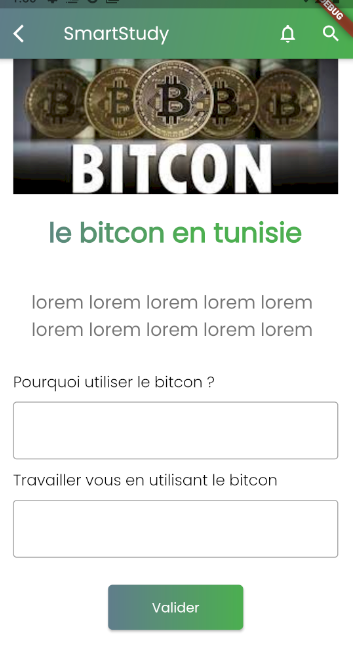 SmartStudy
BITCON
le bitcon en tunisie
lorem lorem lorem lorem lorem
lorem lorem lorem lorem lorem
Pourquoi utiliser le bitcon ?
Travailler vous en utilisant le bitcon
Valider